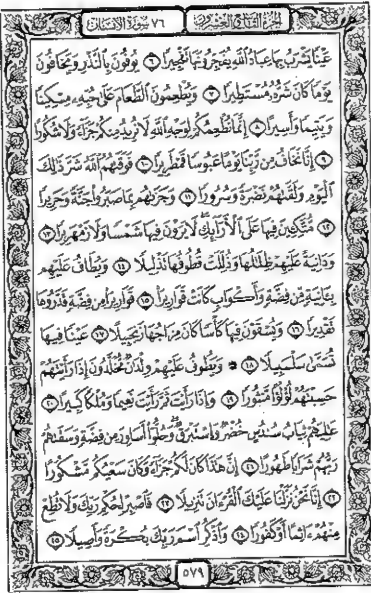 الجزء التاسع والعشرون ٧٦ سورة الإنسان
عَيْنًا يَشْرَبُ بِهَا عِبَادُ ٱللَّهِ يُفَجِّرُونَهَا تَفْجِيرًا ٦ يُوفُونَ بِٱلنَّذْرِ وَيَخَافُونَ
يَوْمًا كَانَ شَرُّهُۥ مُسْتَطِيرًا ٧ وَيُطْعِمُونَ ٱلطَّعَامَ عَلَىٰ حُبِّهِۦ مِسْكِينًا
وَيَتِيمًا وَأَسِيرًا ٨ إِنَّمَا نُطْعِمُكُمْ لِوَجْهِ ٱللَّهِ لَا نُرِيدُ مِنكُمْ جَزَآءً وَلَا شُكُورًا
٩ إِنَّا نَخَافُ مِن رَّبِّنَا يَوْمًا عَبُوسًا قَمْطَرِيرًا ١٠ فَوَقَىٰهُمُ ٱللَّهُ شَرَّ ذَٰلِكَ
ٱلْيَوْمِ وَلَقَّىٰهُمْ نَضْرَةً وَسُرُورًا ١١ وَجَزَىٰهُم بِمَا صَبَرُوا۟ جَنَّةً وَحَرِيرًا
١٢ مُّتَّكِـِٔينَ فِيهَا عَلَى ٱلْأَرَآئِكِ ۖ لَا يَرَوْنَ فِيهَا شَمْسًا وَلَا زَمْهَرِيرًا ١٣
وَدَانِيَةً عَلَيْهِمْ ظِلَٰلُهَا وَذُلِّلَتْ قُطُوفُهَا تَذْلِيلًا ١٤ وَيُطَافُ عَلَيْهِم
بِـَٔانِيَةٍ مِّن فِضَّةٍ وَأَكْوَابٍ كَانَتْ قَوَارِيرَا۠ ١٥ قَوَارِيرَا۟ مِن فِضَّةٍ قَدَّرُوهَا
تَقْدِيرًا ١٦ وَيُسْقَوْنَ فِيهَا كَأْسًا كَانَ مِزَاجُهَا زَنجَبِيلًا ١٧ عَيْنًا فِيهَا
تُسَمَّىٰ سَلْسَبِيلًا ١٨ ۞ وَيَطُوفُ عَلَيْهِمْ وِلْدَٰنٌ مُّخَلَّدُونَ إِذَا رَأَيْتَهُمْ
حَسِبْتَهُمْ لُؤْلُؤًا مَّنثُورًا ١٩ وَإِذَا رَأَيْتَ ثَمَّ رَأَيْتَ نَعِيمًا وَمُلْكًا كَبِيرًا ٢٠
عَٰلِيَهُمْ ثِيَابُ سُندُسٍ خُضْرٌ وَإِسْتَبْرَقٌ ۖ وَحُلُّوٓا۟ أَسَاوِرَ مِن فِضَّةٍ وَسَقَىٰهُمْ
رَبُّهُمْ شَرَابًا طَهُورًا ٢١ إِنَّ هَٰذَا كَانَ لَكُمْ جَزَآءً وَكَانَ سَعْيُكُم مَّشْكُورًا
٢٢ إِنَّا نَحْنُ نَزَّلْنَا عَلَيْكَ ٱلْقُرْءَانَ تَنزِيلًا ٢٣ فَٱصْبِرْ لِحُكْمِ رَبِّكَ وَلَا تُطِعْ
مِنْهُمْ ءَاثِمًا أَوْ كَفُورًا ٢٤ وَٱذْكُرِ ٱسْمَ رَبِّكَ بُكْرَةً وَأَصِيلًا ٢٥
٥٧٩